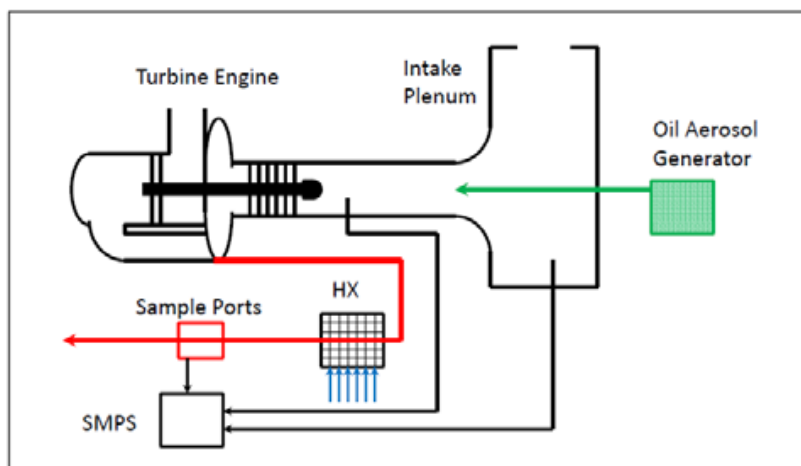 Turbine Engine
Intake
Plenum
Oil Aerosol
Generator
HX
Sample Ports
SMPS